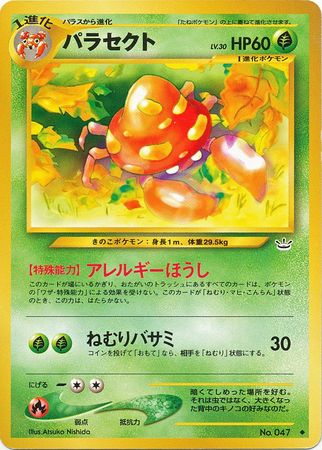 1進化
パラスから進化
「たねポケモン」の上に重ねて進化させます。
パラセクト
LV.30 HP60
1進化ポケモン
きのこポケモン:身長1m、体重29.5kg
【特殊能力】アレルギーほうし
このカードが場にいるかぎり、おたがいのトラッシュにあるすべてのカードは、ポケモン
の「ワザ・特殊能力」による効果を受けない。このカードが「ねむり・マヒ・こんらん」状態の
とき、この力は、はたらかない。
ねむりバサミ 30
コインを投げて「おもて」なら、相手を「ねむり」状態にする。
にげる
弱点 抵抗力
暗くてしめった場所を好む。
それは虫ではなく、大きくなっ
た背中のキノコの好みなのだ。
Illus.Atsuko Nishida
No. 047